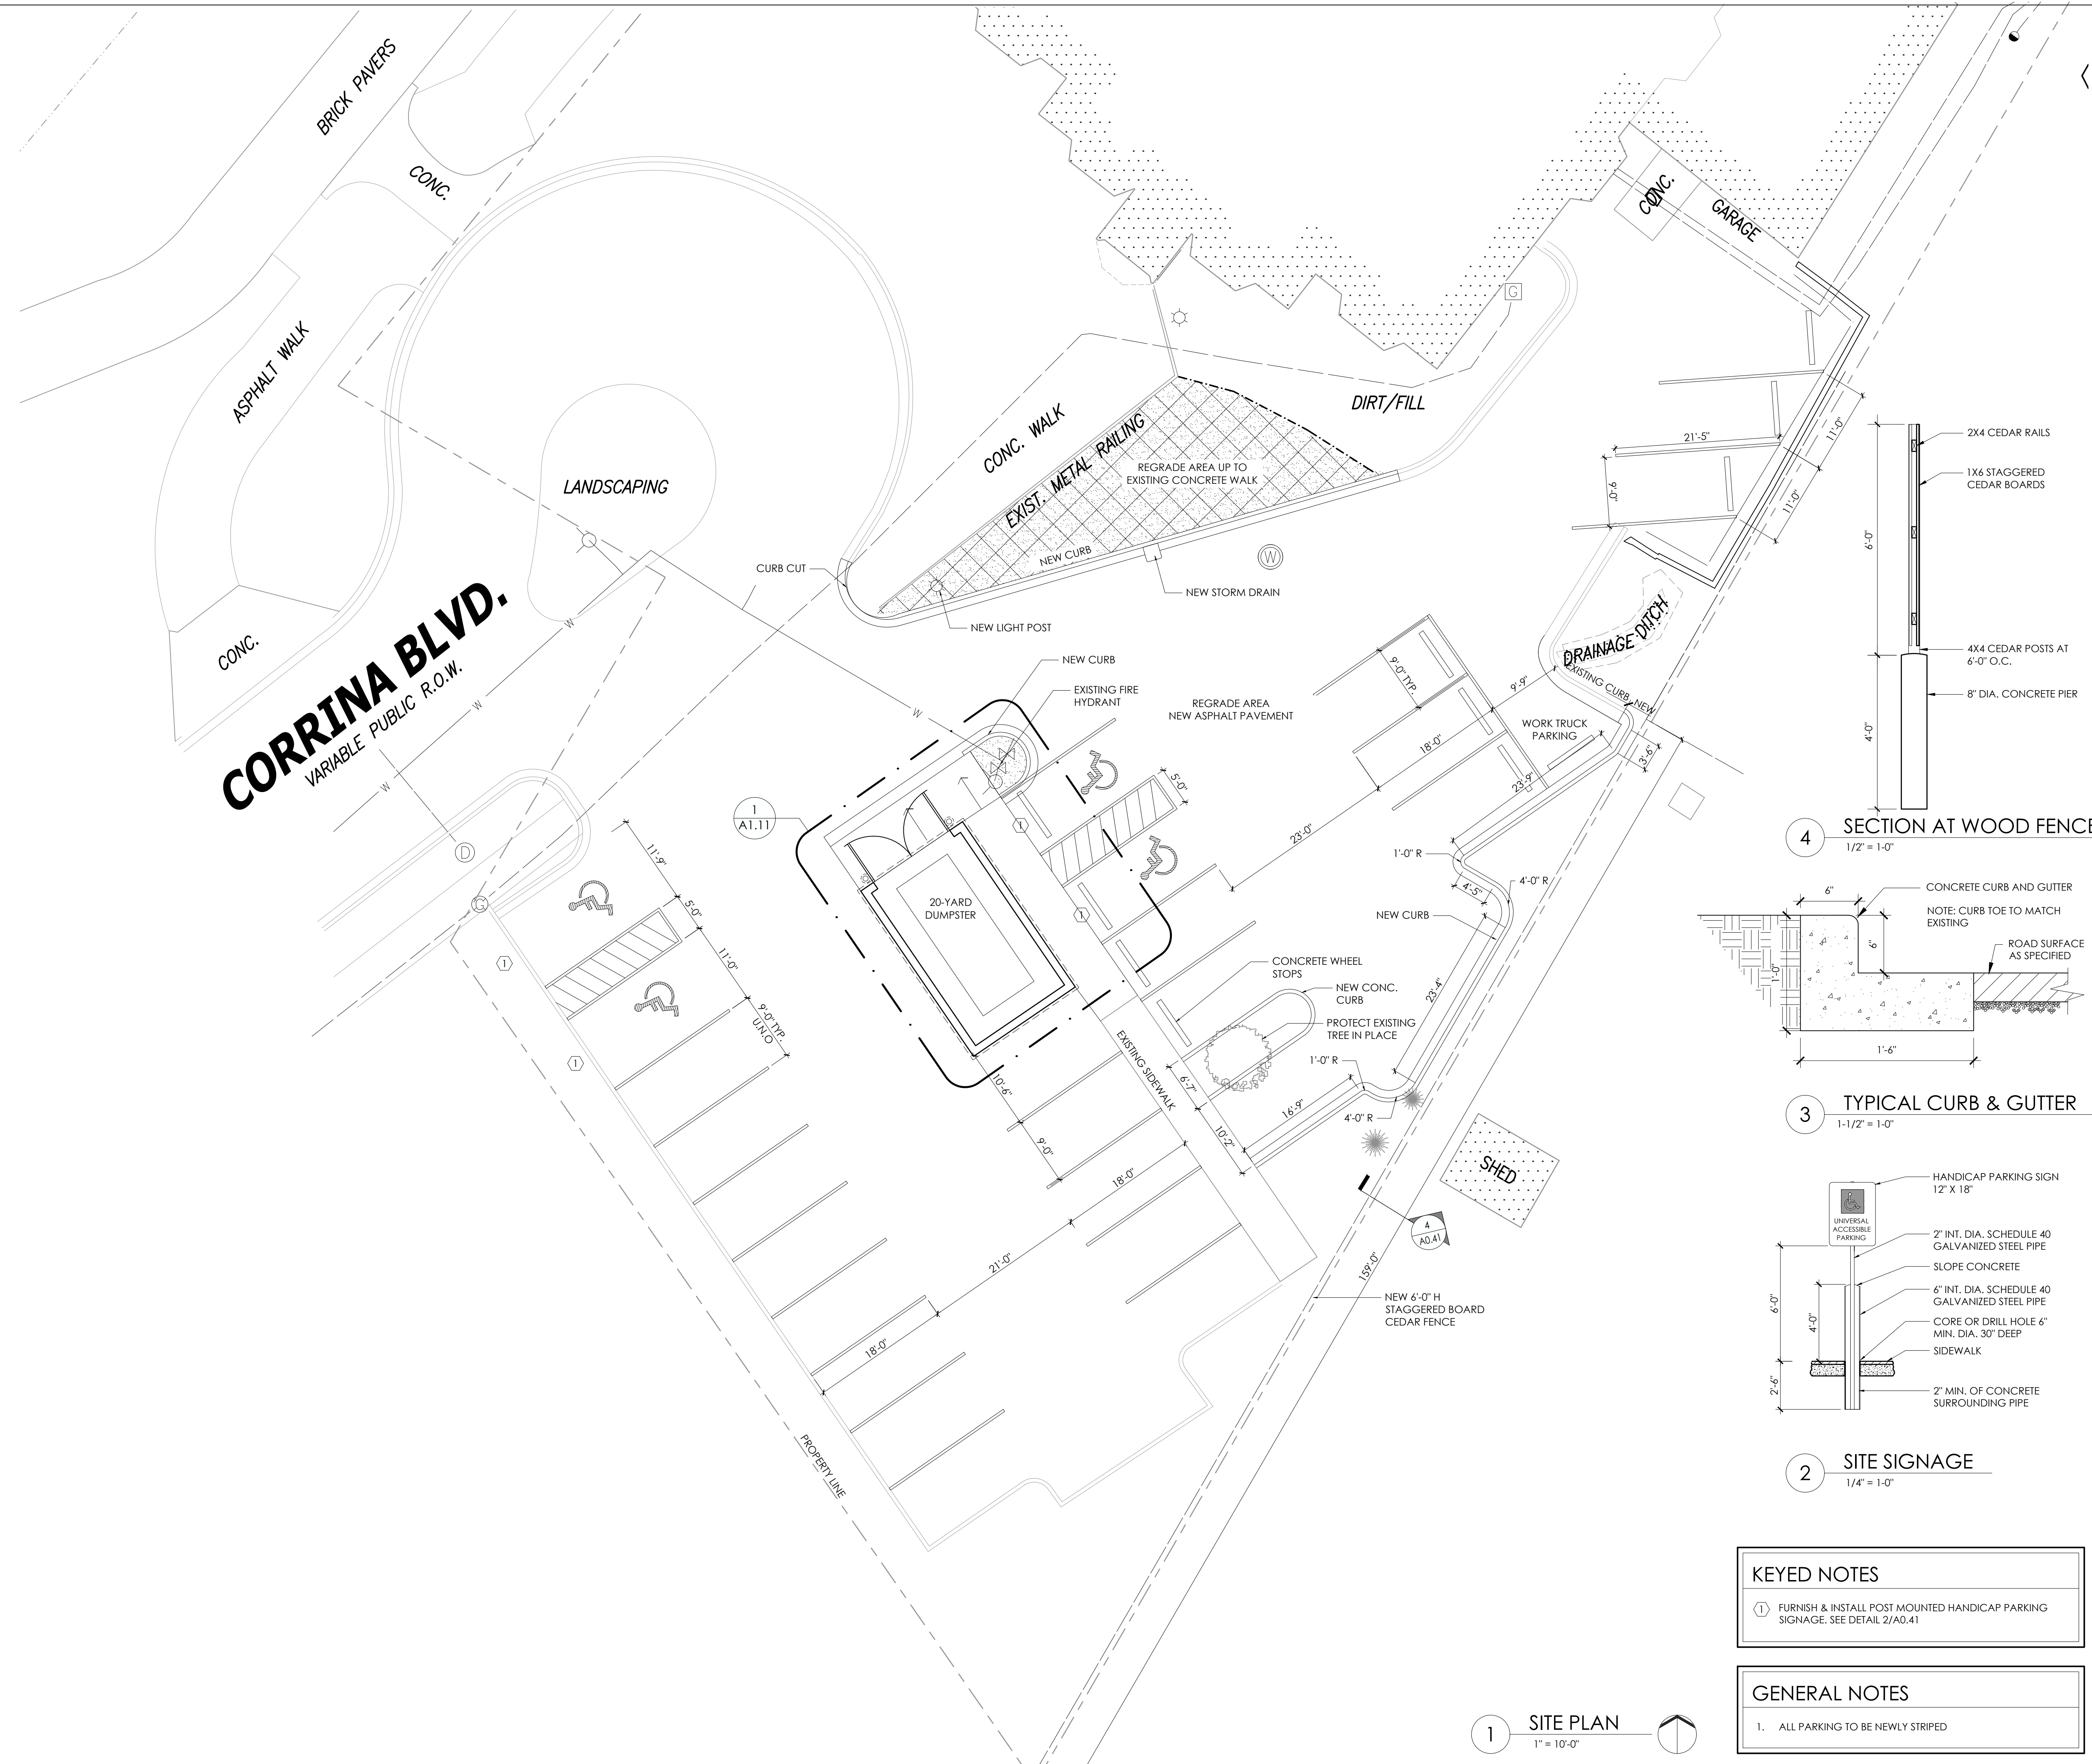 BRICK PAVERS
CONC.
ASPHALT WALK
CONC.
LANDSCAPING
CORRINA BLVD.
VARIABLE PUBLIC R.O.W.
W
W
W
W
W
D
G
G
CONC.
GARAGE
CONC. WALK
EXIST. METAL RAILING
DIRT/FILL
REGRADE AREA UP TO
EXISTING CONCRETE WALK
NEW CURB
CURB CUT
NEW STORM DRAIN
NEW LIGHT POST
NEW CURB
EXISTING FIRE
HYDRANT
REGRADE AREA
NEW ASPHALT PAVEMENT
21'-5"
9'-0"
11'-0"
11'-0"
DRAINAGE DITCH
EXISTING CURB
NEW
WORK TRUCK
PARKING
9'-0" TYP.
9'-9"
18'-0"
23'-0"
3'-6"
23'-9"
1'-0" R
4'-5"
4'-0" R
NEW CURB
23'-4"
5'-0"
1
A1.11
20-YARD
DUMPSTER
1
1
1
1
11'-9"
5'-0"
11'-0"
9'-0" TYP.
U.N.O
CONCRETE WHEEL
STOPS
NEW CONC.
CURB
PROTECT EXISTING
TREE IN PLACE
1'-0" R
4'-0" R
EXISTING SIDEWALK
6'-7"
10'-2"
16'-9"
10'-6"
9'-0"
18'-0"
21'-0"
18'-0"
SHED
4
A0.41
159'-0"
NEW 6'-0" H
STAGGERED BOARD
CEDAR FENCE
PROPERTY LINE
1
SITE PLAN
1" = 10'-0"
2X4 CEDAR RAILS
1X6 STAGGERED
CEDAR BOARDS
6'-0"
4X4 CEDAR POSTS AT
6'-0" O.C.
8" DIA. CONCRETE PIER
4'-0"
4
SECTION AT WOOD FENCE
1/2" = 1-0"
6"
CONCRETE CURB AND GUTTER
NOTE: CURB TOE TO MATCH
EXISTING
6"
ROAD SURFACE
AS SPECIFIED
1'-0"
1'-6"
3
TYPICAL CURB & GUTTER
1-1/2" = 1-0"
HANDICAP PARKING SIGN
12" X 18"
UNIVERSAL
ACCESSIBLE
PARKING
2" INT. DIA. SCHEDULE 40
GALVANIZED STEEL PIPE
SLOPE CONCRETE
6" INT. DIA. SCHEDULE 40
GALVANIZED STEEL PIPE
CORE OR DRILL HOLE 6"
MIN. DIA. 30" DEEP
SIDEWALK
2" MIN. OF CONCRETE
SURROUNDING PIPE
6'-0"
4'-0"
2'-6"
2
SITE SIGNAGE
1/4" = 1-0"
KEYED NOTES
1 FURNISH & INSTALL POST MOUNTED HANDICAP PARKING
SIGNAGE. SEE DETAIL 2/A0.41
GENERAL NOTES
1. ALL PARKING TO BE NEWLY STRIPED